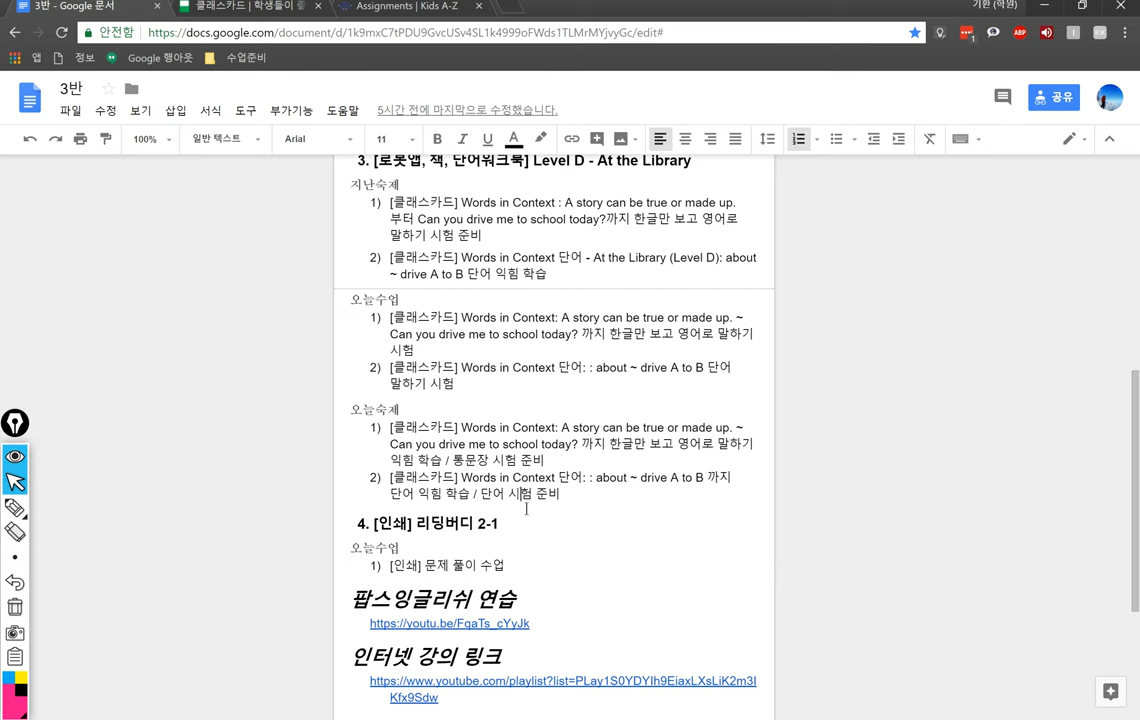 3반 - Google 문서
클래스카드 | 학생들이 좋
Assignments | Kids A-Z
기환 (학원)
안전함
https://docs.google.com/document/d/1k9mxC7tPDU9GvcUSv4SL1k4999oFWds1TLMrMYjvyGc/edit#
ABP
1
앱
정보
Google 행아웃
수업준비
3반
파일 수정 보기 삽입 서식 도구 부가기능 도움말 5시간 전에 마지막으로 수정했습니다.
공유
100% 일반 텍스트 Arial 11 B I U A
3. [로봇앱, 책, 단어워크북] Level D - At the Library
지난숙제
1) [클래스카드] Words in Context : A story can be true or made up.
부터 Can you drive me to school today?까지 한글만 보고 영어로
말하기 시험 준비
2) [클래스카드] Words in Context 단어 - At the Library (Level D): about
~ drive A to B 단어 익힘 학습
오늘수업
1) [클래스카드] Words in Context: A story can be true or made up. ~
Can you drive me to school today? 까지 한글만 보고 영어로 말하기
시험
2) [클래스카드] Words in Context 단어: : about ~ drive A to B 단어
말하기 시험
오늘숙제
1) [클래스카드] Words in Context: A story can be true or made up. ~
Can you drive me to school today? 까지 한글만 보고 영어로 말하기
익힘 학습 / 통문장 시험 준비
2) [클래스카드] Words in Context 단어: : about ~ drive A to B 까지
단어 익힘 학습 / 단어 시험 준비
4. [인쇄] 리딩버디 2-1
오늘수업
1) [인쇄] 문제 풀이 수업
팝스잉글리쉬 연습
https://youtu.be/FqaTs_cYyJk
인터넷 강의 링크
https://www.youtube.com/playlist?list=PLay1S0YDYIh9EiaxLXsLiK2m3I
Kfx9Sdw